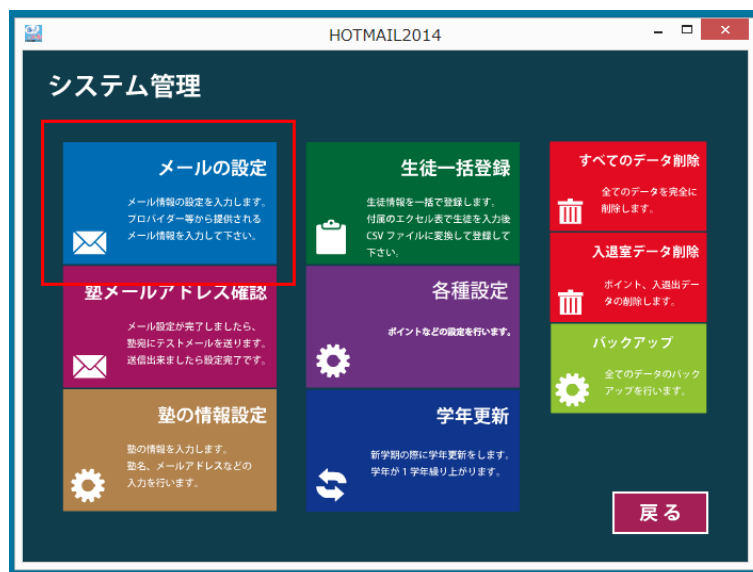 HOTMAIL2014
システム管理
メールの設定
メール情報の設定を入力します。
プロバイダー等から提供される
メール情報を入力して下さい。
生徒一括登録
生徒情報を一括で登録します。
付属のエクセル表で生徒を入力後
CSVファイルに変換して登録して
下さい。
すべてのデータ削除
全てのデータを完全に
削除します。
入退室データ削除
ポイント、入退出デー
タの削除します。
塾メールアドレス確認
メール設定が完了しましたら、
塾宛にテストメールを送ります。
送信出来ましたら設定完了です。
各種設定
ポイントなどの設定を行います。
バックアップ
全てのデータのバック
アップを行います。
塾の情報設定
塾の情報を入力します。
塾名、メールアドレスなどの
入力を行います。
学年更新
新学期の際に学年更新をします。
学年が1学年繰り上がります。
戻る